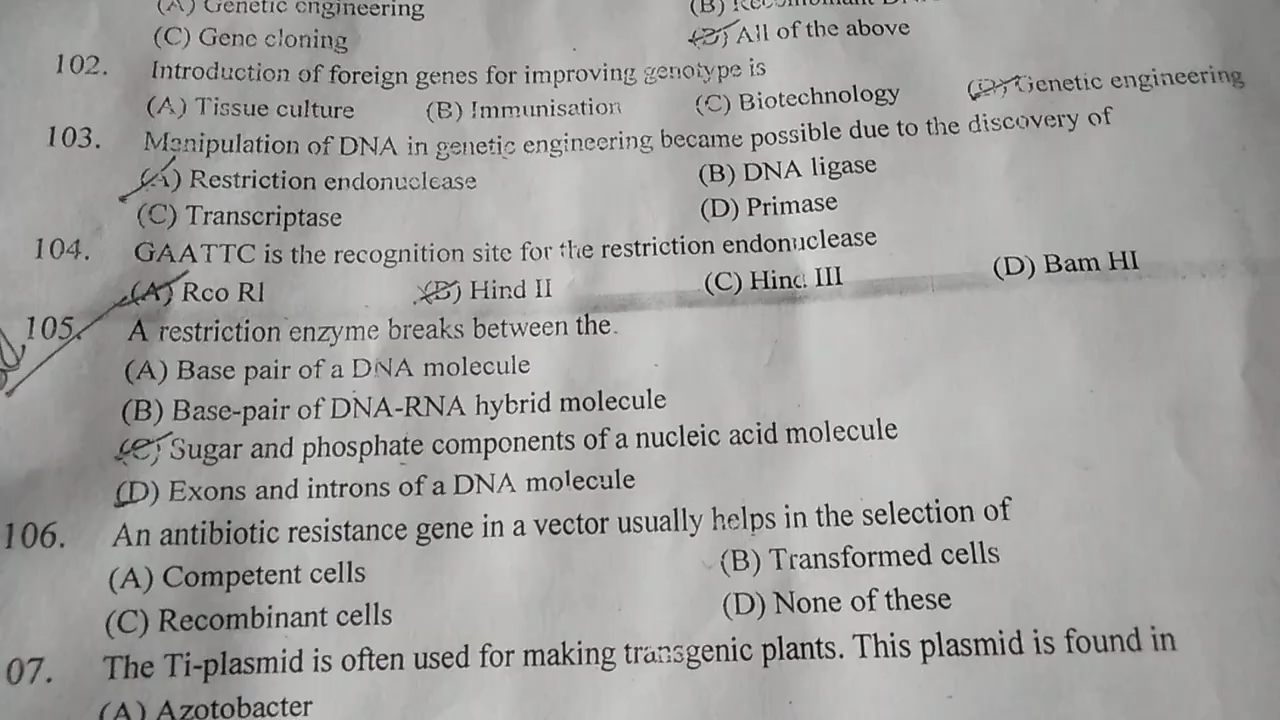 (A) Genetic engineering (B)
(C) Gene cloning (D) All of the above
102. Introduction of foreign genes for improving genotype is
(A) Tissue culture (B) Immunisation (C) Biotechnology (D) Genetic engineering
103. Manipulation of DNA in genetic engineering became possible due to the discovery of
(A) Restriction endonuclease (B) DNA ligase
(C) Transcriptase (D) Primase
104. GAATTC is the recognition site for the restriction endonuclease
(A) Rco RI (B) Hind II (C) Hind III (D) Bam HI
105. A restriction enzyme breaks between the.
(A) Base pair of a DNA molecule
(B) Base-pair of DNA-RNA hybrid molecule
(C) Sugar and phosphate components of a nucleic acid molecule
(D) Exons and introns of a DNA molecule
106. An antibiotic resistance gene in a vector usually helps in the selection of
(A) Competent cells (B) Transformed cells
(C) Recombinant cells (D) None of these
07. The Ti-plasmid is often used for making transgenic plants. This plasmid is found in
(A) Azotobacter